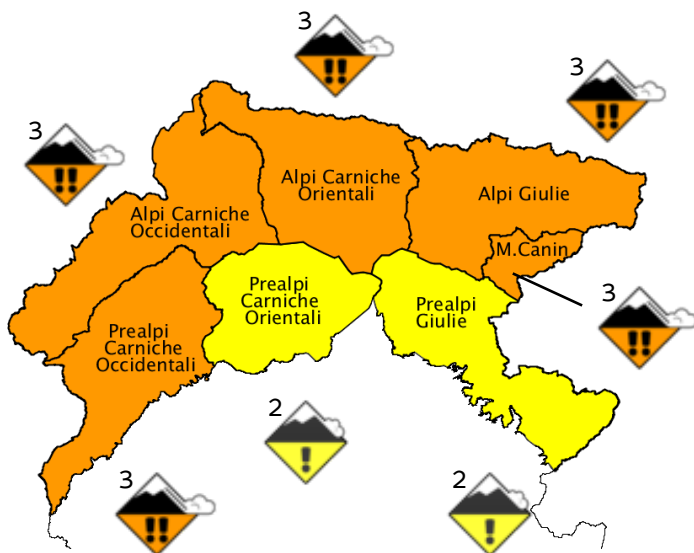 3
3
3
Alpi Carniche
Orientali
Alpi Giulie
Alpi Carniche
Occidentali
M.Canin
Prealpi
Carniche
Orientali
Prealpi
Giulie
3
!!
!!
!!
!!
Prealpi
Carniche
Occidentali
2
!
3
!!
2
!